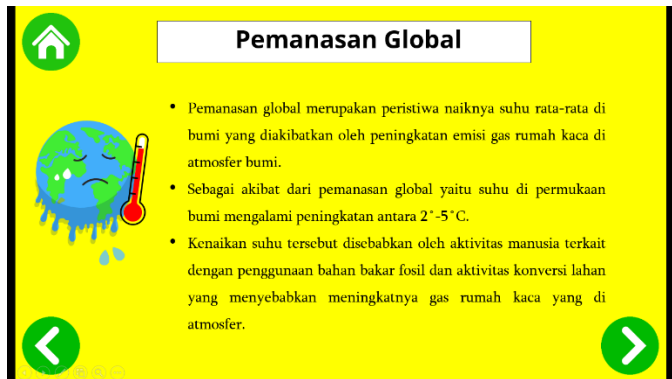 Pemanasan Global
• Pemanasan global merupakan peristiwa naiknya suhu rata-rata di
bumi yang diakibatkan oleh peningkatan emisi gas rumah kaca di
atmosfer bumi.
• Sebagai akibat dari pemanasan global yaitu suhu di permukaan
bumi mengalami peningkatan antara 2˚-5˚C.
• Kenaikan suhu tersebut disebabkan oleh aktivitas manusia terkait
dengan penggunaan bahan bakar fosil dan aktivitas konversi lahan
yang menyebabkan meningkatnya gas rumah kaca yang di
atmosfer.